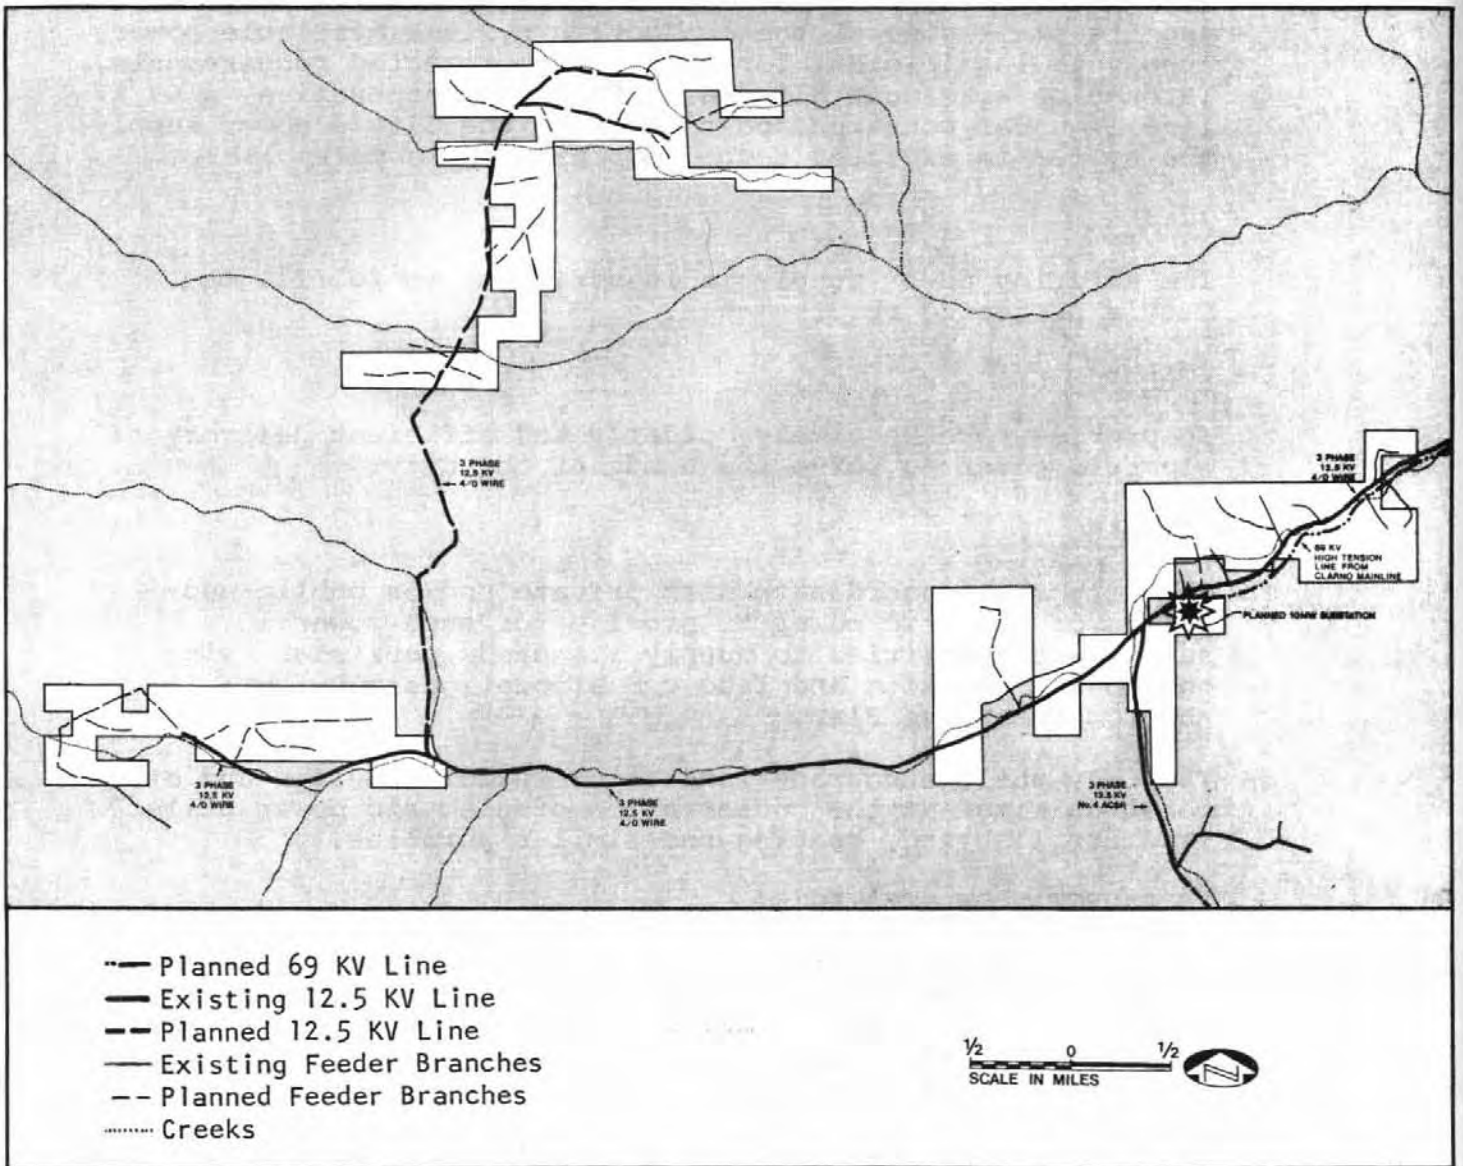 3 PHASE
12.5 KV
4/0 WIRE
3 PHASE
12.5 KV
4/0 WIRE
69 KV
HIGH TENSION
LINE FROM
CLARNO MAINLINE
PLANNED 10MW SUBSTATION
3 PHASE
12.5 KV
4/0 WIRE
3 PHASE
12.5 KV
4/0 WIRE
3 PHASE
12.5 KV
No.4 ACSR
Planned 69 KV Line
Existing 12.5 KV Line
Planned 12.5 KV Line
Existing Feeder Branches
Planned Feeder Branches
Creeks
1/2 0 1/2
SCALE IN MILES
N